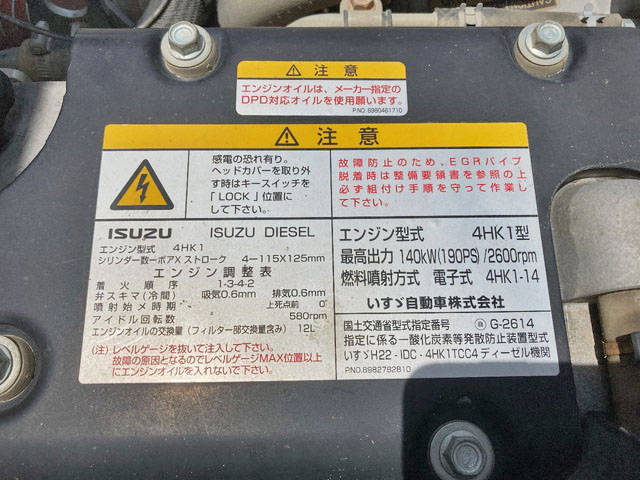 CAUTION
⚠ 注意
エンジンオイルは、メーカー指定の
DPD対応オイルを使用願います。
P.NO.8980461710
⚠ 注意
感電の恐れ有り。
ヘッドカバーを取り外
す時はキースイッチを
「LOCK」位置に
して下さい。
故障防止のため、EGRパイプ
脱着時は整備要領書を参照の上
必ず組付け手順を守って作業し
て下さい。
ISUZU ISUZU DIESEL
エンジン型式 4HK1
シリンダー数ーボアX ストローク 4ー115X125mm
エンジン調整表
着火順序 1-3-4-2
弁スキマ(冷間) 吸気0.6mm 排気0.6mm
噴射始メ時期 上死点前 0°
アイドル回転数 580rpm
エンジンオイルの交換量(フィルター部交換量含み) 12L
(注)レベルゲージを抜いて注入して下さい。
故障の原因となるのでレベルゲージMAX位置以上
にエンジンオイルを入れないで下さい。
エンジン型式 4HK1型
最高出力 140kW(190PS)/2600rpm
燃料噴射方式 電子式 4HK1-14
いすゞ自動車株式会社
国土交通省型式指定番号 G-2614
指定に係る一酸化炭素等発散防止装置型式
いすゞH22・IDC・4HK1TCC4 ディーゼル機関
P.NO.8982782810